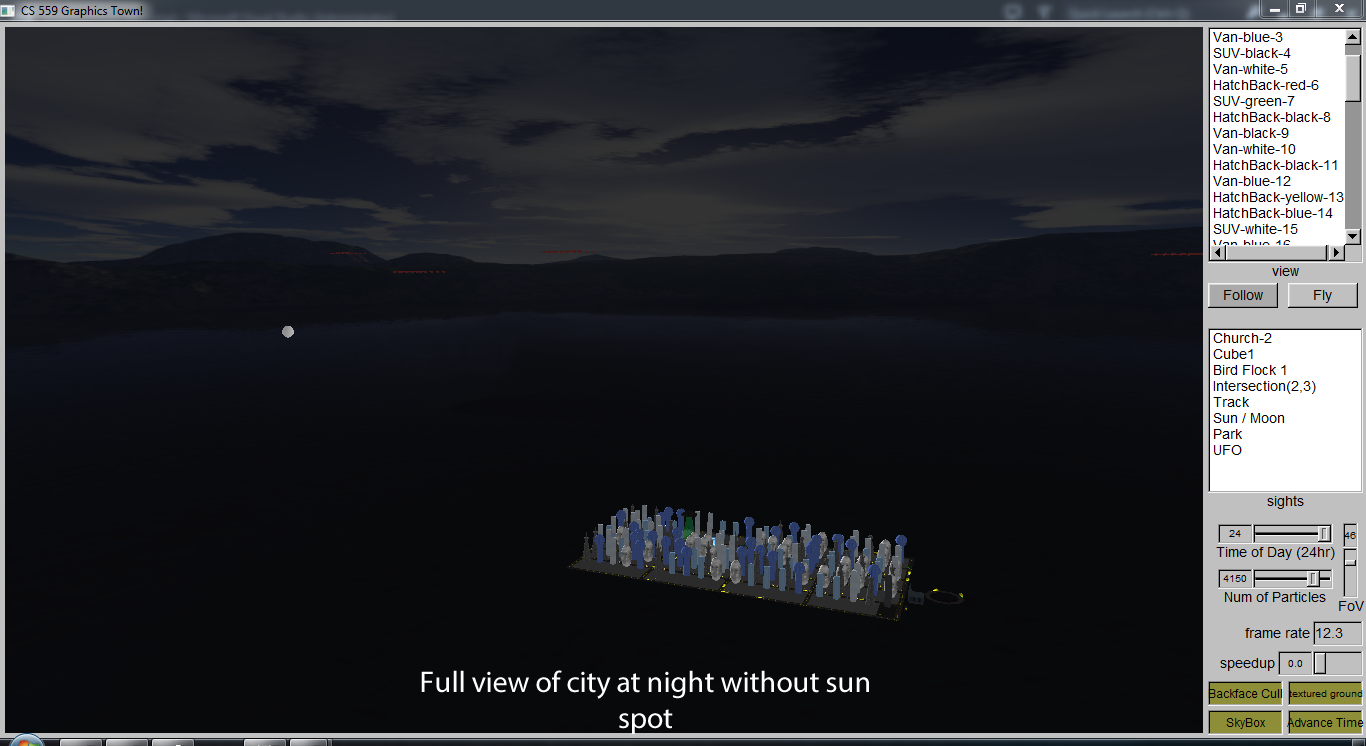 CS 559 Graphics Town!
Van-blue-3
SUV-black-4
Van-white-5
HatchBack-red-6
SUV-green-7
HatchBack-black-8
Van-black-9
Van-white-10
HatchBack-black-11
Van-blue-12
HatchBack-yellow-13
HatchBack-blue-14
SUV-white-15
Van-blue-16
view
Follow
Fly
Church-2
Cube1
Bird Flock 1
Intersection(2,3)
Track
Sun / Moon
Park
UFO
sights
24
46
Time of Day (24hr)
4150
Num of Particles
FoV
frame rate 12.3
speedup 0.0
Backface Cull
textured ground
SkyBox
Advance Time
Full view of city at night without sun
spot